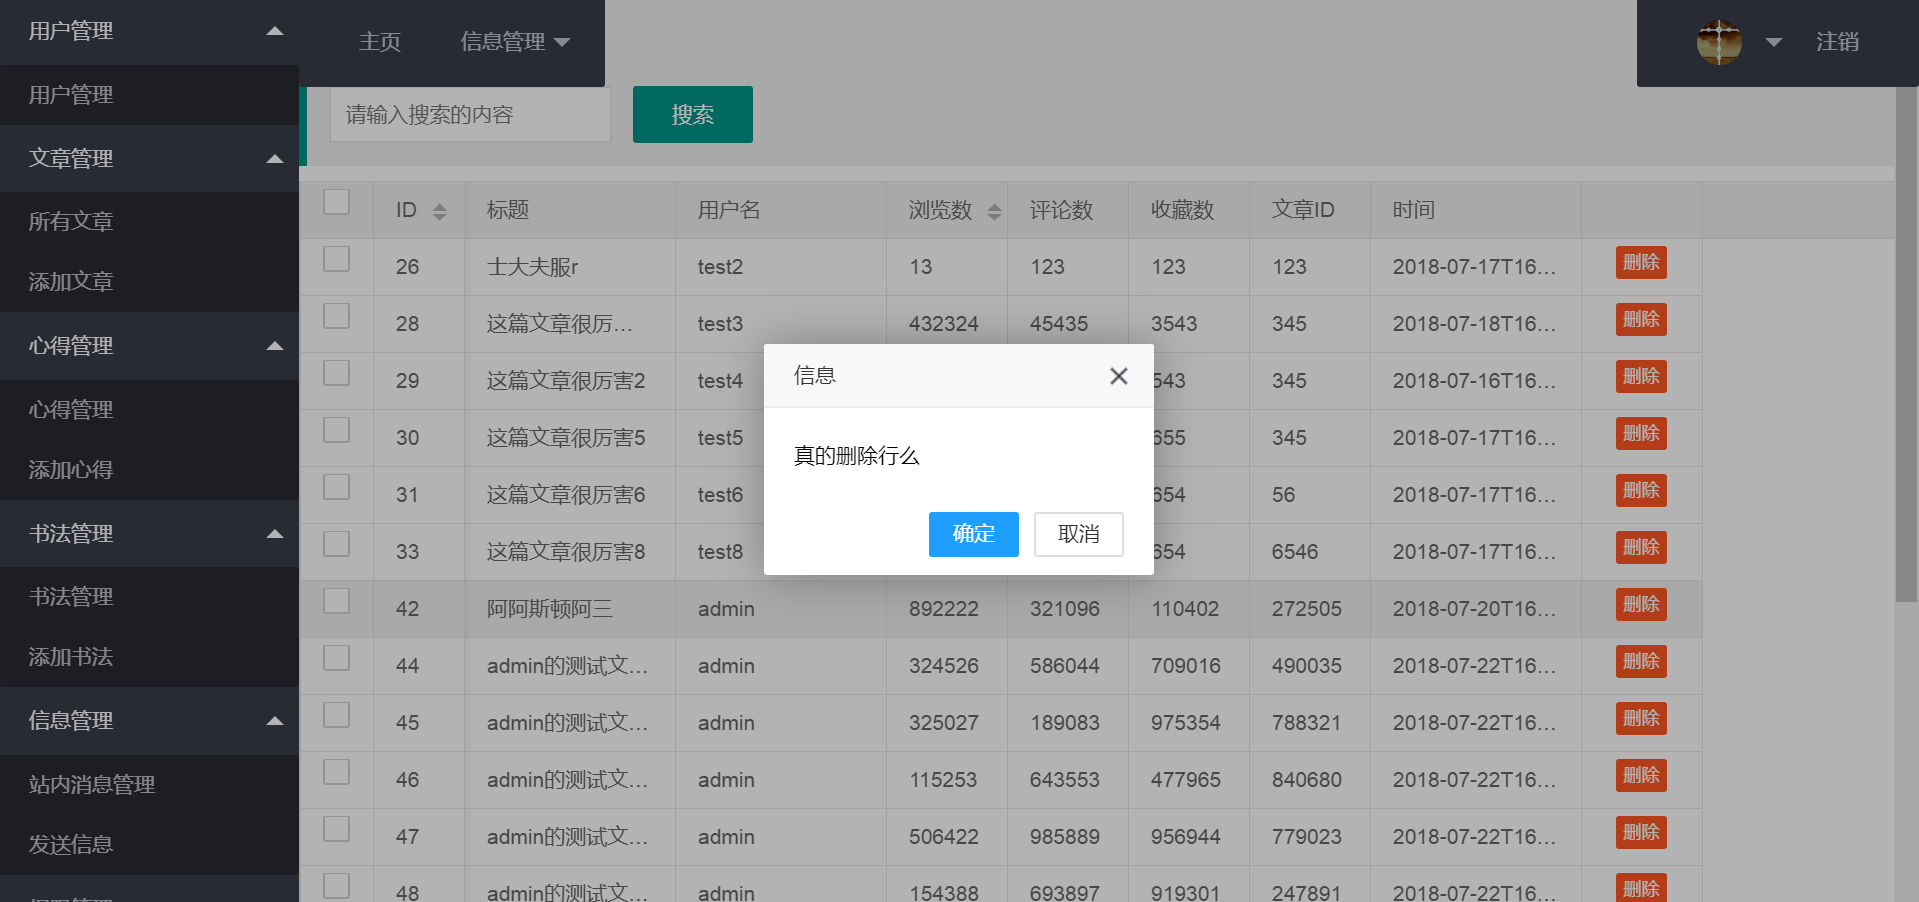 用户管理
用户管理
文章管理
所有文章
添加文章
心得管理
心得管理
添加心得
书法管理
书法管理
添加书法
信息管理
站内消息管理
发送信息
主页 信息管理 注销
请输入搜索的内容 搜索
ID 标题 用户名 浏览数 评论数 收藏数 文章ID 时间
26 士大夫服r test2 13 123 123 123 2018-07-17T16... 删除
28 这篇文章很厉... test3 432324 45435 3543 345 2018-07-18T16... 删除
29 这篇文章很厉害2 test4 543 345 2018-07-16T16... 删除
30 这篇文章很厉害5 test5 655 345 2018-07-17T16... 删除
31 这篇文章很厉害6 test6 654 56 2018-07-17T16... 删除
33 这篇文章很厉害8 test8 654 6546 2018-07-17T16... 删除
42 阿阿斯顿阿三 admin 892222 321096 110402 272505 2018-07-20T16... 删除
44 admin的测试文... admin 324526 586044 709016 490035 2018-07-22T16... 删除
45 admin的测试文... admin 325027 189083 975354 788321 2018-07-22T16... 删除
46 admin的测试文... admin 115253 643553 477965 840680 2018-07-22T16... 删除
47 admin的测试文... admin 506422 985889 956944 779023 2018-07-22T16... 删除
48 admin的测试文... admin 154388 693897 919301 247891 2018-07-22T16... 删除
信息
真的删除行么
确定 取消